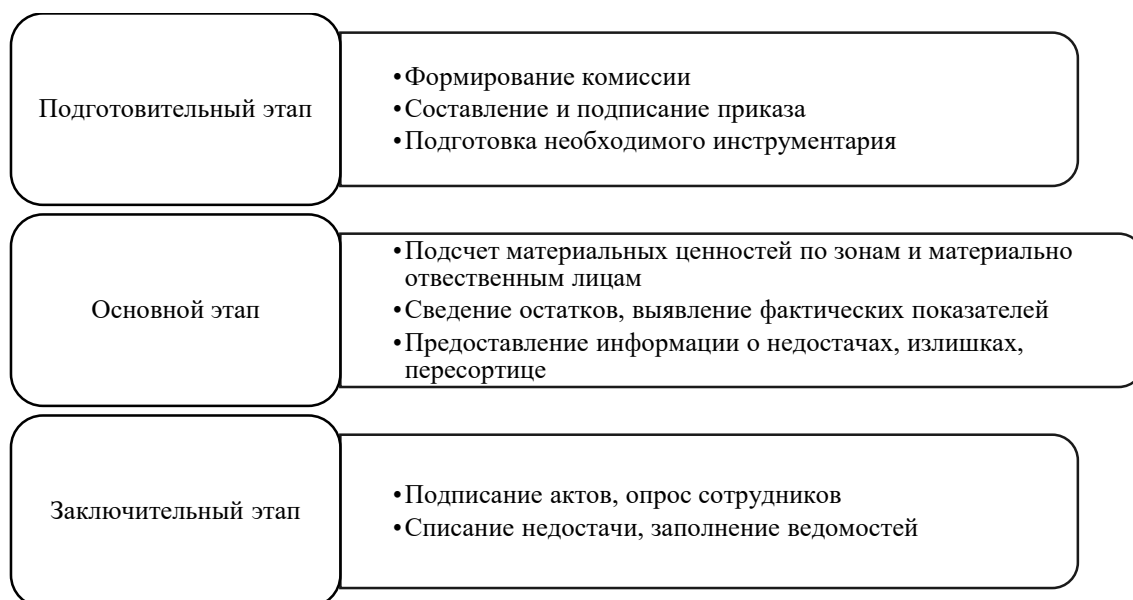 Подготовительный этап
•Формирование комиссии
•Составление и подписание приказа
•Подготовка необходимого инструментария
Основной этап
•Подсчет материальных ценностей по зонам и материально
отвественным лицам
•Сведение остатков, выявление фактических показателей
•Предоставление информации о недостачах, излишках,
пересортице
Заключительный этап
•Подписание актов, опрос сотрудников
•Списание недостачи, заполнение ведомостей